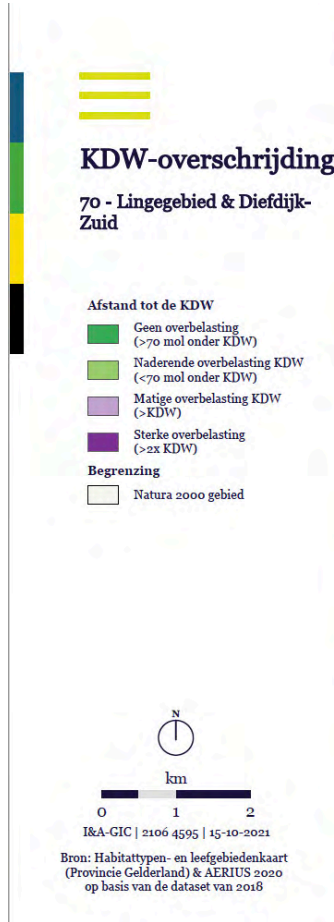 KDW-overschrijding
70 - Lingegebied & Diefdijk-
Zuid
Afstand tot de KDW
Geen overbelasting
(>70 mol onder KDW)
Naderende overbelasting KDW
(<70 mol onder KDW)
Matige overbelasting KDW
(>KDW)
Sterke overbelasting
(>2x KDW)
Begrenzing
Natura 2000 gebied
N
km
0 1 2
I&A-GIC | 2106 4595 | 15-10-2021
Bron: Habitattypen- en leefgebiedenkaart
(Provincie Gelderland) & AERIUS 2020
op basis van de dataset van 2018